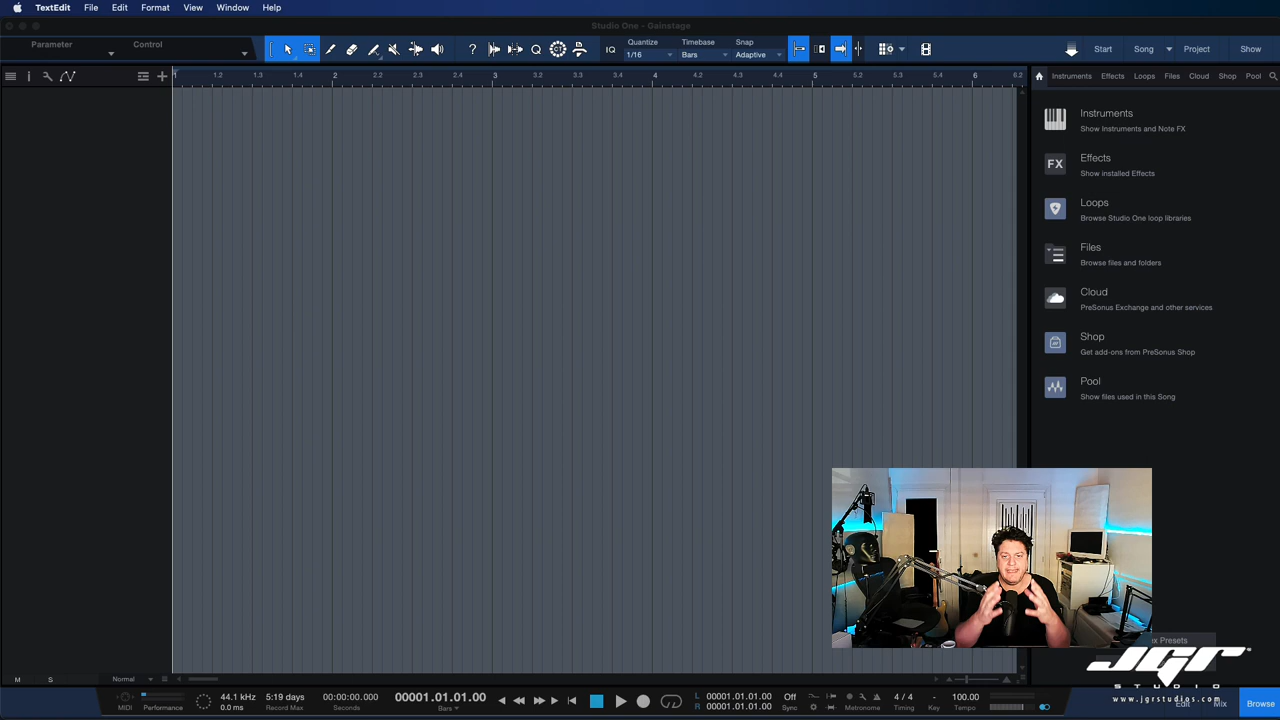 TextEdit File Edit Format View Window Help
Studio One - Gainstage
Parameter Control
IQ
Quantize
1/16
Timebase
Bars
Snap
Adaptive
Start Song Project Show
1 1.2 1.3 1.4 2 2.2 2.3 2.4 3 3.2 3.3 3.4 4 4.2 4.3 4.4 5 5.2 5.3 5.4 6 6.2
Instruments Effects Loops Files Cloud Shop Pool
Instruments
Show Instruments and Note FX
FX
Effects
Show installed Effects
Loops
Browse Studio One loop libraries
Files
Browse files and folders
Cloud
PreSonus Exchange and other services
Shop
Get add-ons from PreSonus Shop
Pool
Show files used in this Song
ex Presets
JGR
STUDIO
www.jgrstudios.com
M S Normal
MIDI Performance
44.1 kHz
0.0 ms
5:19 days
Record Max
00:00:00.000
Seconds
00001.01.01.00
Bars
L 00001.01.01.00
R 00001.01.01.00
Off
Sync
Metronome
4 / 4
Timing
-
Key
100.00
Tempo
Edit Mix Browse